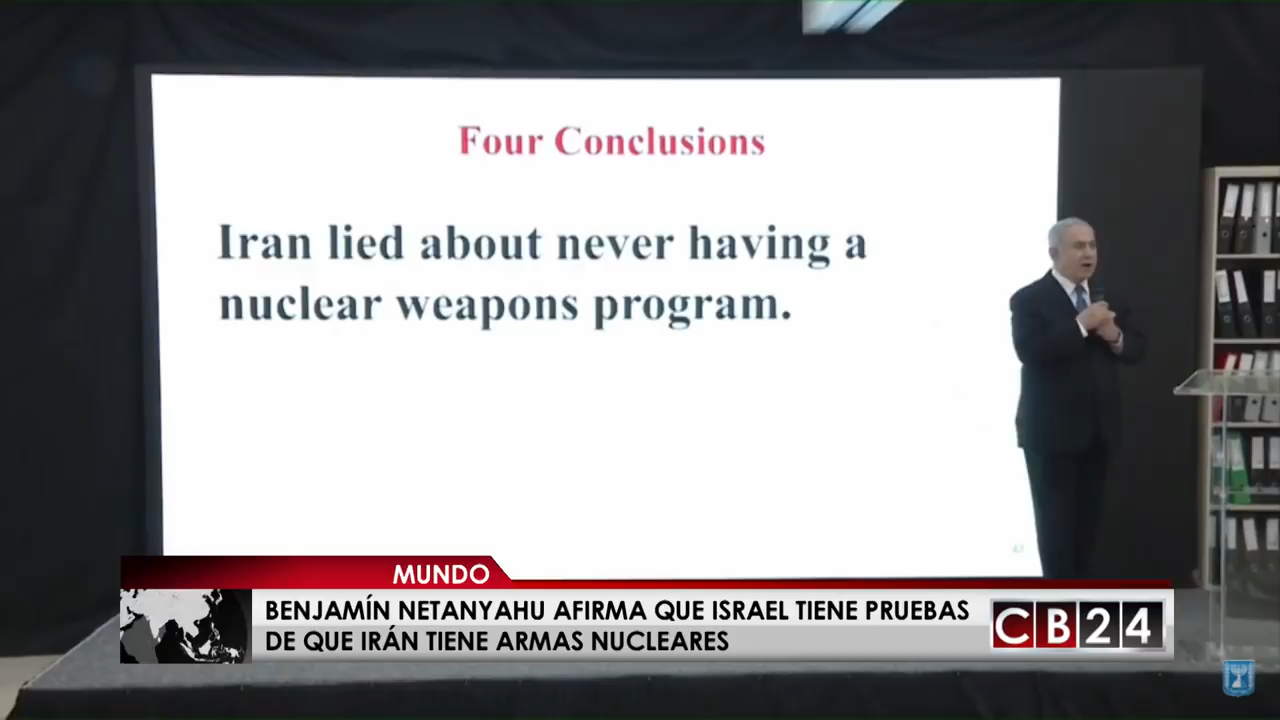 Four Conclusions
Iran lied about never having a
nuclear weapons program.
MUNDO
BENJAMÍN NETANYAHU AFIRMA QUE ISRAEL TIENE PRUEBAS
DE QUE IRÁN TIENE ARMAS NUCLEARES
CB24